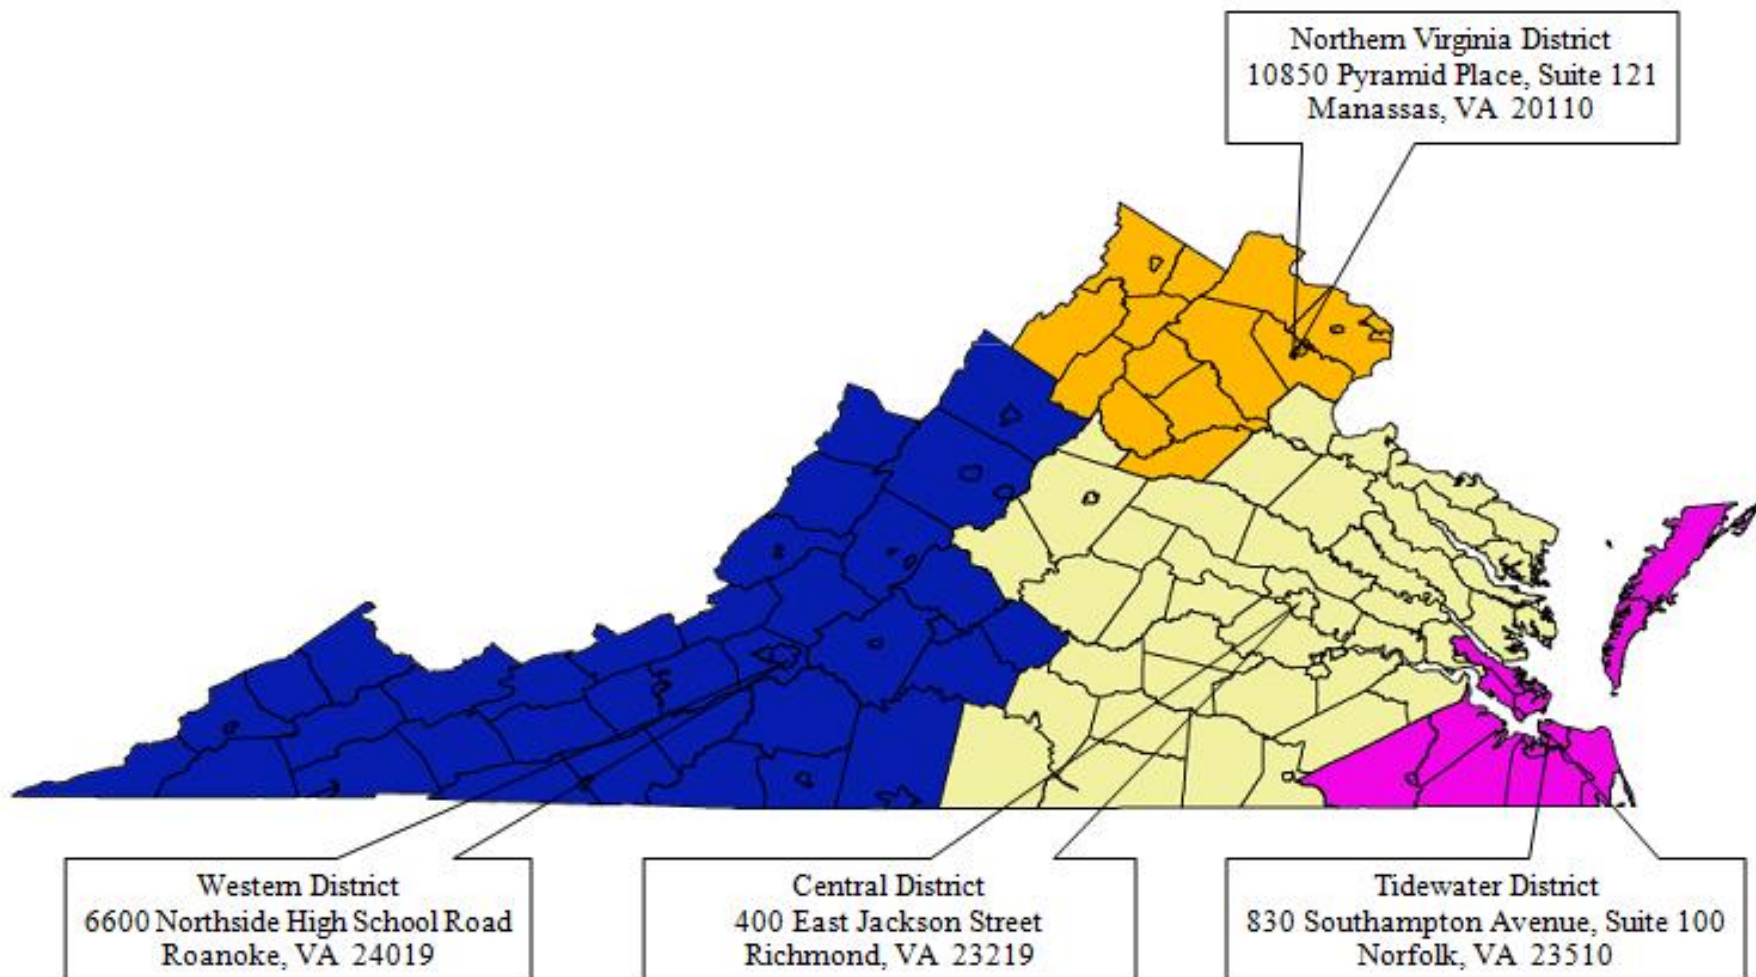 Northern Virginia District
10850 Pyramid Place, Suite 121
Manassas, VA 20110
Western District
6600 Northside High School Road
Roanoke, VA 24019
Central District
400 East Jackson Street
Richmond, VA 23219
Tidewater District
830 Southampton Avenue, Suite 100
Norfolk, VA 23510